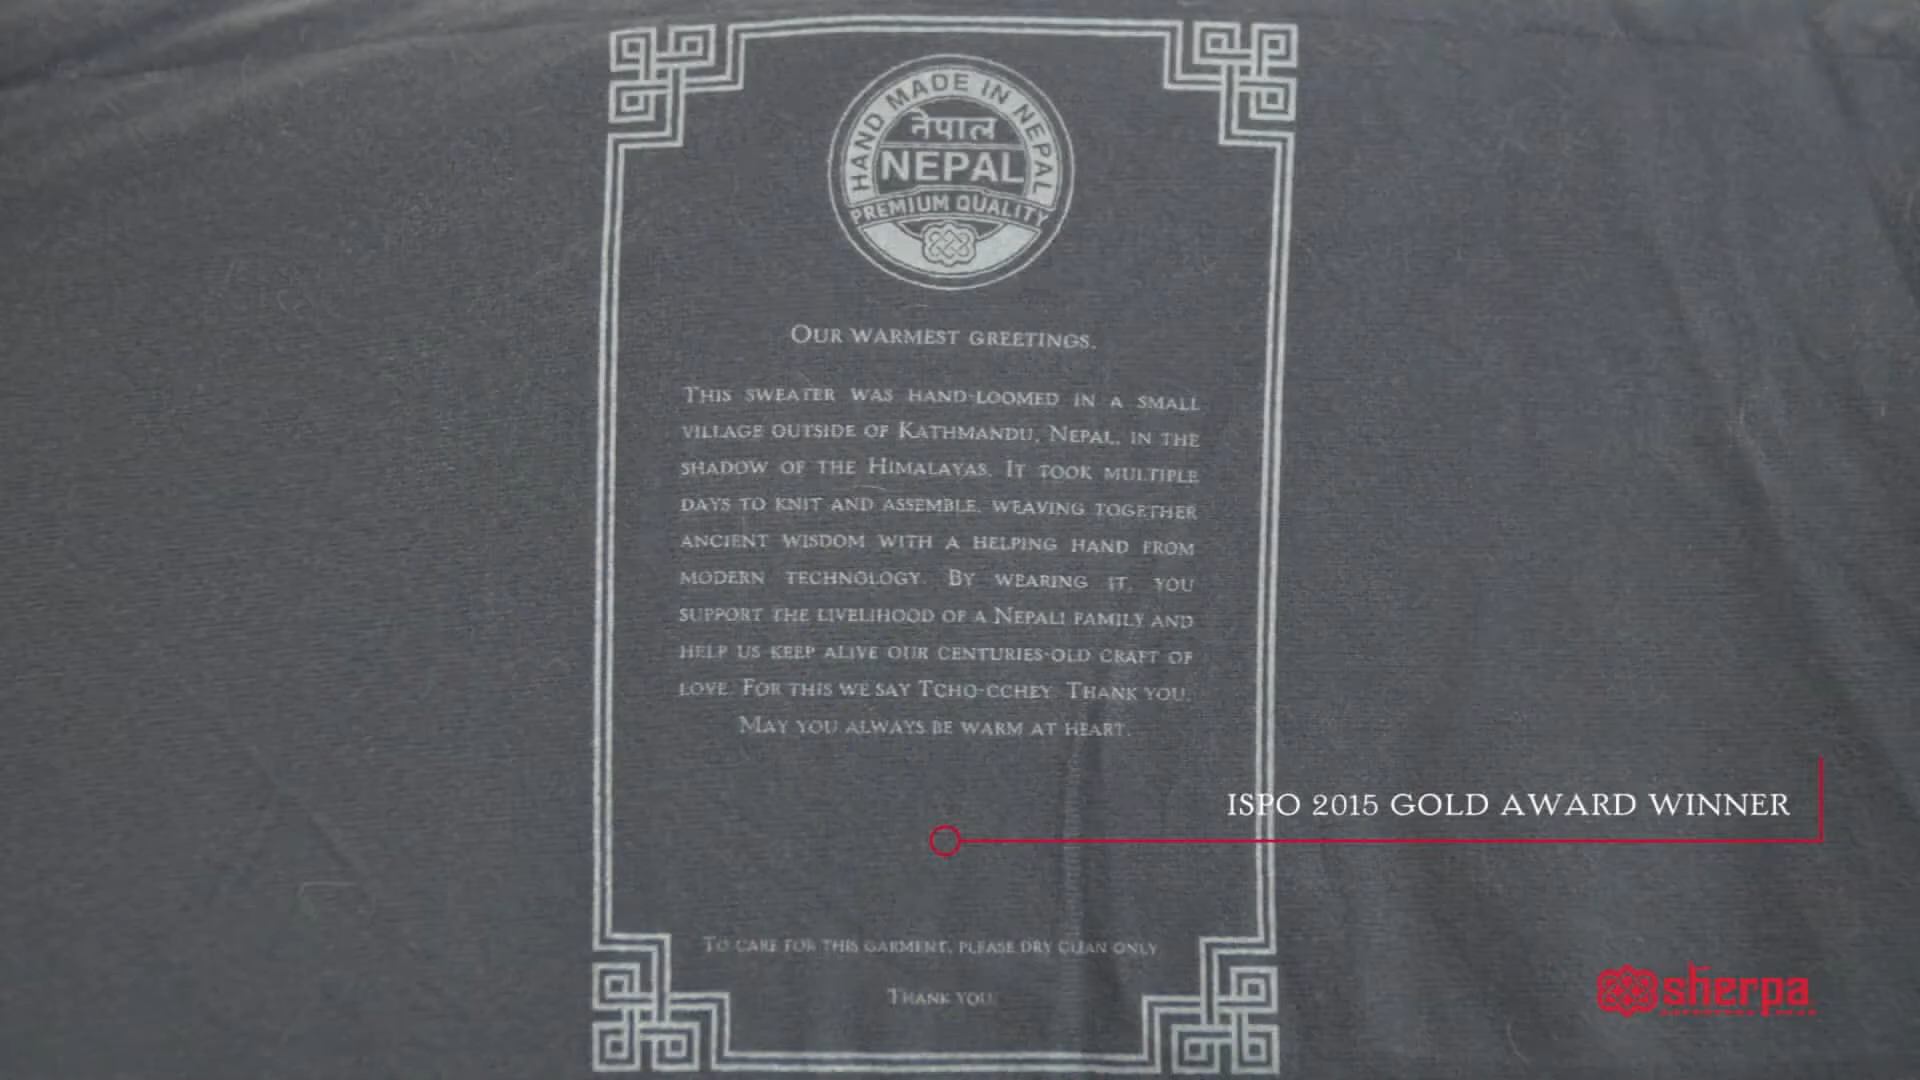 HAND MADE IN NEPAL
नेपाल
NEPAL
PREMIUM QUALITY
OUR WARMEST GREETINGS.
THIS SWEATER WAS HAND-LOOMED IN A SMALL
VILLAGE OUTSIDE OF KATHMANDU, NEPAL, IN THE
SHADOW OF THE HIMALAYAS. IT TOOK MULTIPLE
DAYS TO KNIT AND ASSEMBLE, WEAVING TOGETHER
ANCIENT WISDOM WITH A HELPING HAND FROM
MODERN TECHNOLOGY. BY WEARING IT, YOU
SUPPORT THE LIVELIHOOD OF A NEPALI FAMILY AND
HELP US KEEP ALIVE OUR CENTURIES-OLD CRAFT OF
LOVE. FOR THIS WE SAY TCHO-CCHEY. THANK YOU.
MAY YOU ALWAYS BE WARM AT HEART.
ISPO 2015 GOLD AWARD WINNER
TO CARE FOR THIS GARMENT, PLEASE DRY CLEAN ONLY
THANK YOU.
sherpa
ADVENTURE GEAR